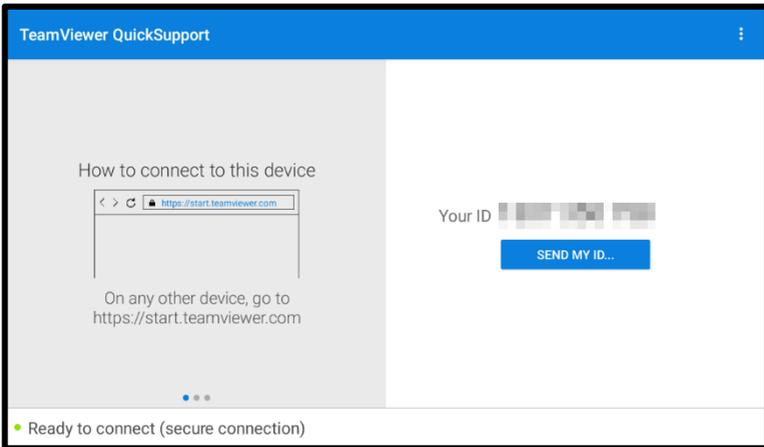 TeamViewer QuickSupport
How to connect to this device
https://start.teamviewer.com
On any other device, go to
https://start.teamviewer.com
Your ID
SEND MY ID...
Ready to connect (secure connection)